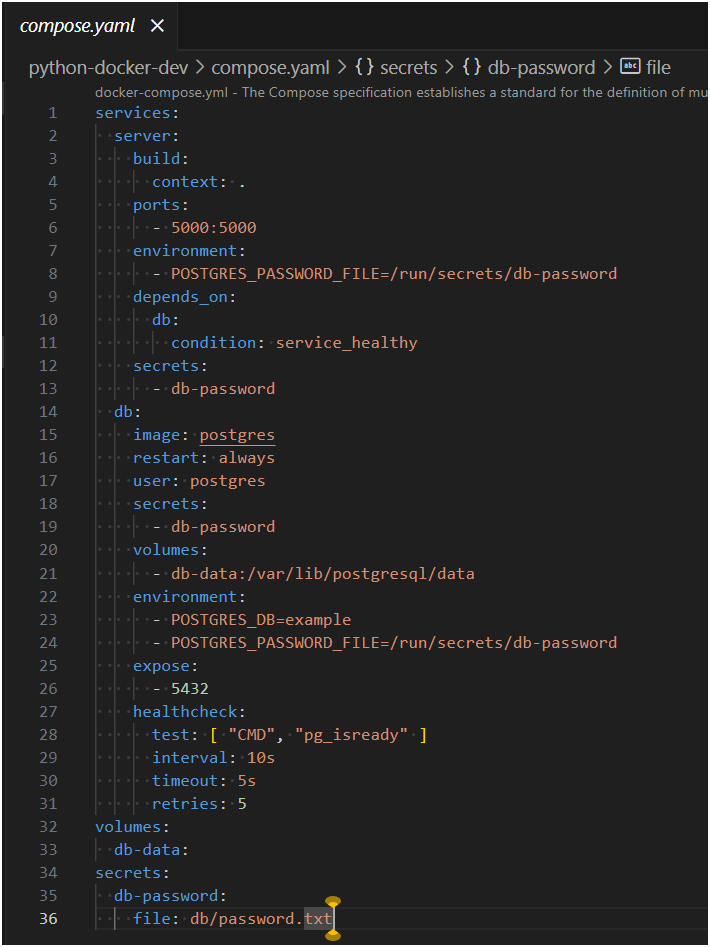 compose.yaml ×
python-docker-dev > compose.yaml > {} secrets > {} db-password > abc file
docker-compose.yml - The Compose specification establishes a standard for the definition of mu
1 services:
2   server:
3     build:
4       context: .
5     ports:
6       - 5000:5000
7     environment:
8       - POSTGRES_PASSWORD_FILE=/run/secrets/db-password
9     depends_on:
10       db:
11         condition: service_healthy
12     secrets:
13       - db-password
14   db:
15     image: postgres
16     restart: always
17     user: postgres
18     secrets:
19       - db-password
20     volumes:
21       - db-data:/var/lib/postgresql/data
22     environment:
23       - POSTGRES_DB=example
24       - POSTGRES_PASSWORD_FILE=/run/secrets/db-password
25     expose:
26       - 5432
27     healthcheck:
28       test: [ "CMD", "pg_isready" ]
29       interval: 10s
30       timeout: 5s
31       retries: 5
32 volumes:
33   db-data:
34 secrets:
35   db-password:
36     file: db/password.txt